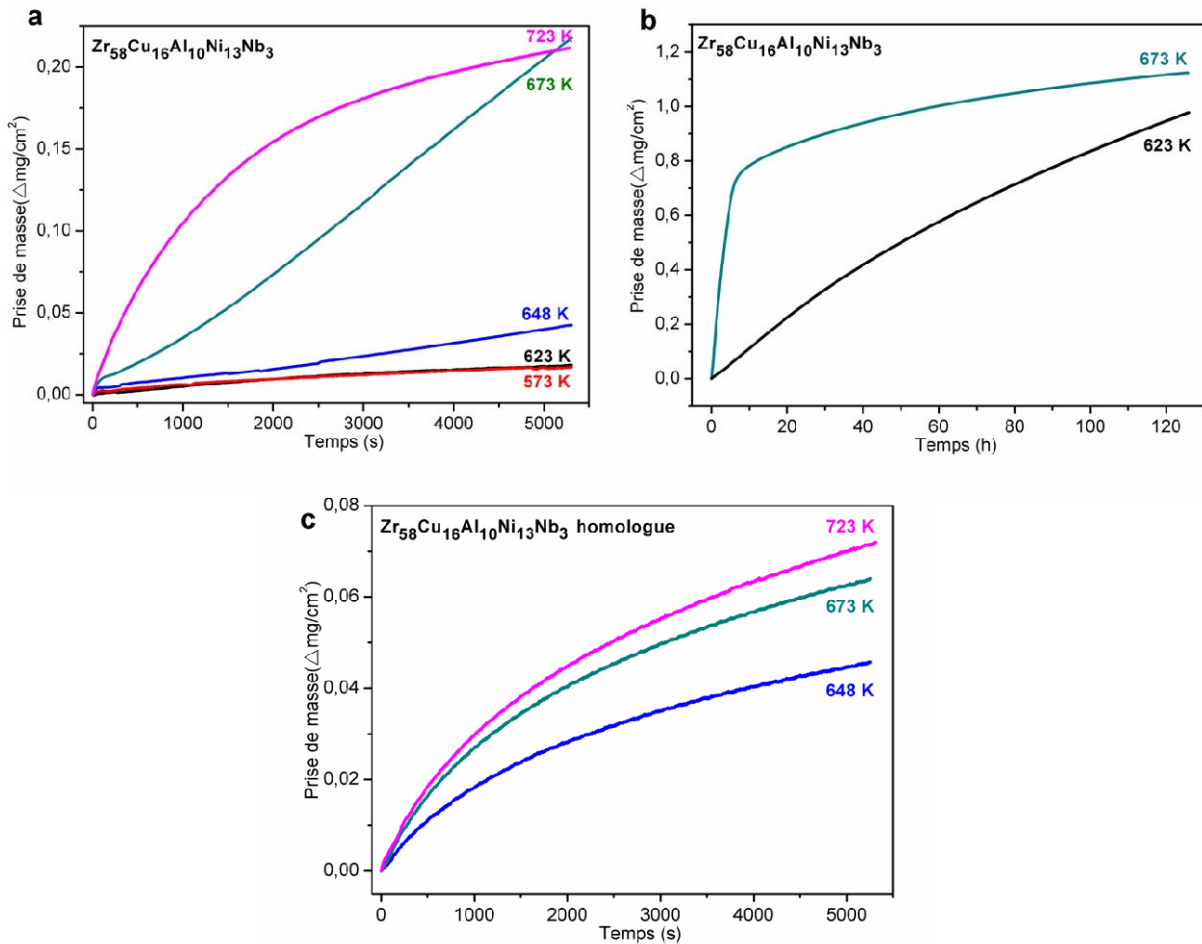 a
Zr58Cu16Al10Ni13Nb3
723 K
673 K
648 K
623 K
573 K
Prise de masse(△mg/cm²)
0,20
0,15
0,10
0,05
0,00
0 1000 2000 3000 4000 5000
Temps (s)
b
Zr58Cu16Al10Ni13Nb3
673 K
623 K
Prise de masse(△mg/cm²)
1,2
1,0
0,8
0,6
0,4
0,2
0,0
0 20 40 60 80 100 120
Temps (h)
c
Zr58Cu16Al10Ni13Nb3 homologue
723 K
673 K
648 K
Prise de masse(△mg/cm²)
0,08
0,06
0,04
0,02
0,00
0 1000 2000 3000 4000 5000
Temps (s)